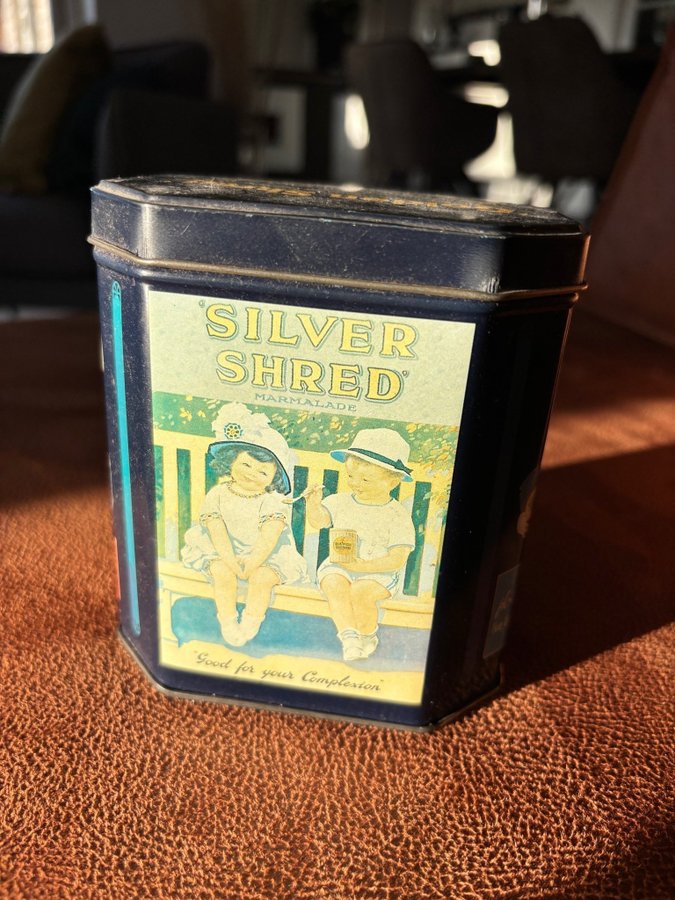 'SILVER
SHRED'
MARMALADE
"Good for your Complexion"